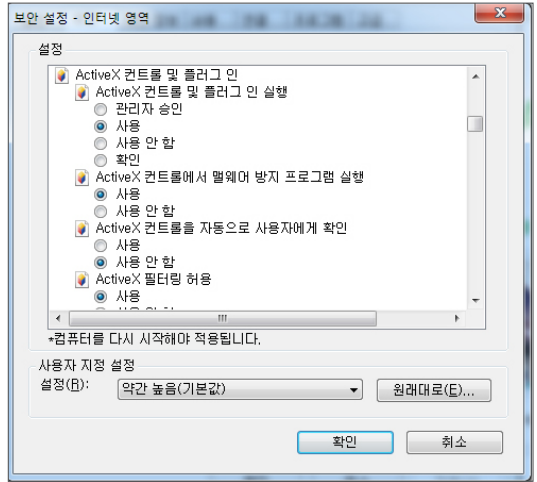 보안 설정 - 인터넷 영역
설정
ActiveX 컨트롤 및 플러그 인
ActiveX 컨트롤 및 플러그 인 실행
관리자 승인
사용
사용 안 함
확인
ActiveX 컨트롤에서 맬웨어 방지 프로그램 실행
사용
사용 안 함
ActiveX 컨트롤을 자동으로 사용자에게 확인
사용
사용 안 함
ActiveX 필터링 허용
사용
*컴퓨터를 다시 시작해야 적용됩니다.
사용자 지정 설정
설정(R): 약간 높음(기본값) 원래대로(E)...
확인 취소